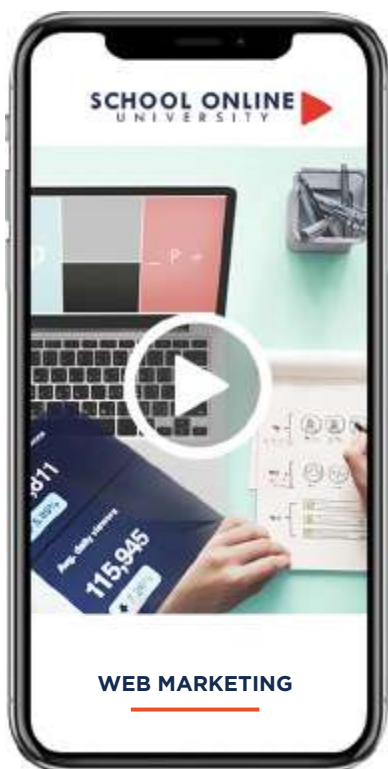 SCHOOL ONLINE
UNIVERSITY
Avg. daily viewers
115,945
WEB MARKETING